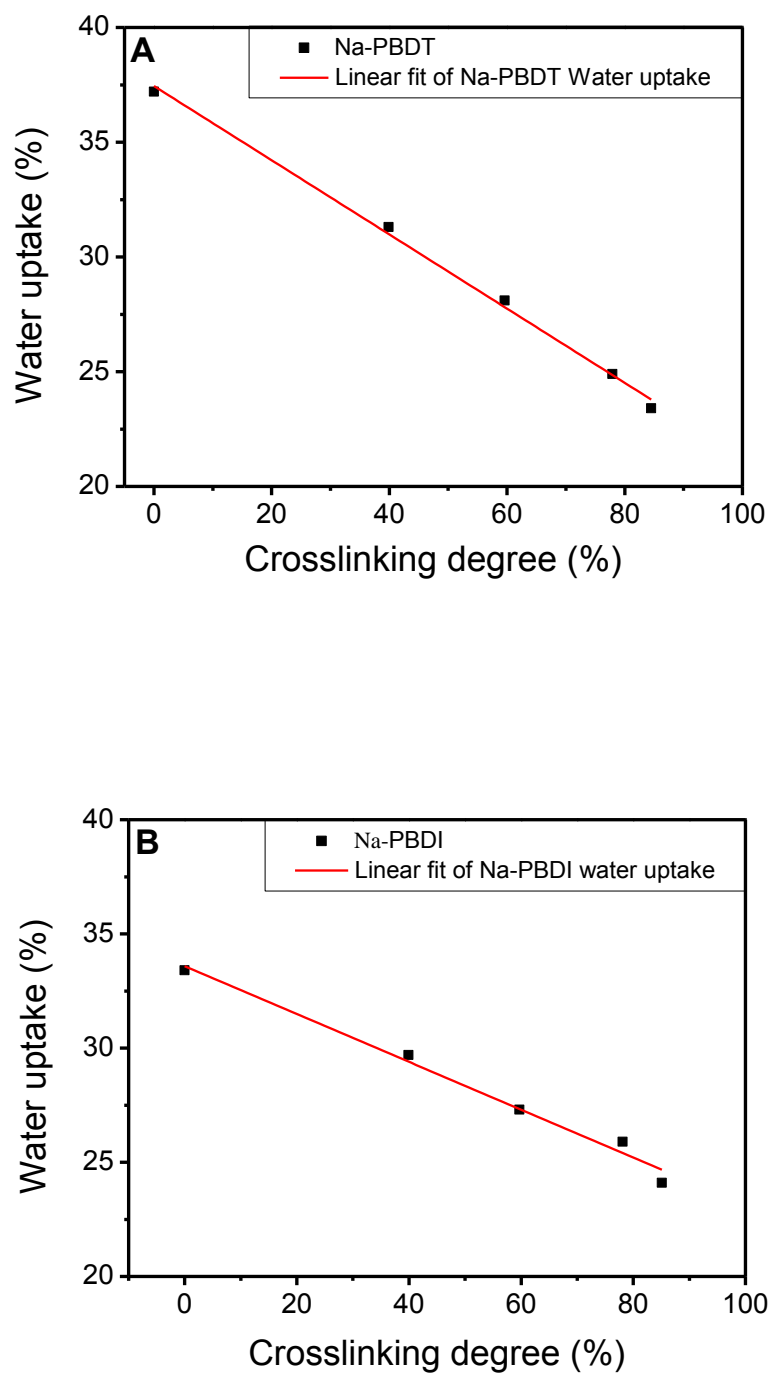 A
Na-PBDT
Linear fit of Na-PBDT Water uptake
40
35
30
25
20
Water uptake (%)
0 20 40 60 80 100
Crosslinking degree (%)
B
Na-PBDI
Linear fit of Na-PBDI water uptake
40
35
30
25
20
Water uptake (%)
0 20 40 60 80 100
Crosslinking degree (%)